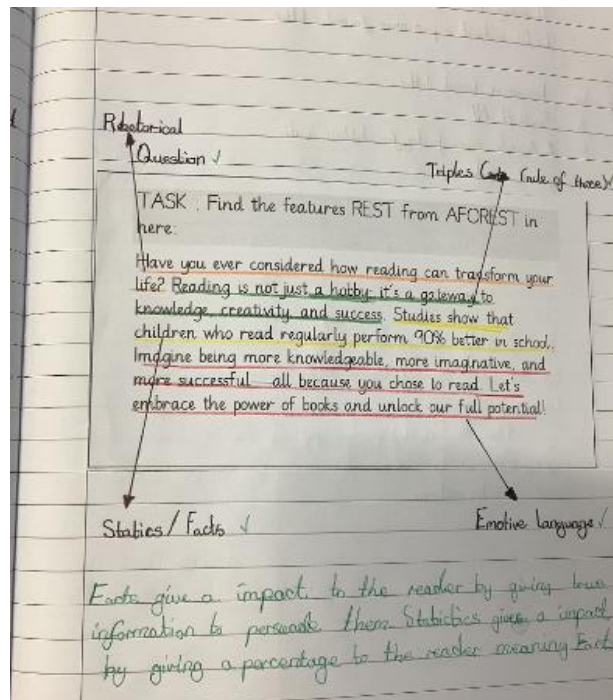 Rhetorical
Question ✓
Triples (rule of three)✓
TASK : Find the features REST from AFOREST in
here:
Have you ever considered how reading can transform your
life? Reading is not just a hobby it's a gateway to
knowledge, creativity, and success. Studies show that
children who read regularly perform 90% better in school.
Imagine being more knowledgeable, more imaginative, and
more successful all because you chose to read. Let's
embrace the power of books and unlock our full potential!
Statics / Facts ✓
Emotive language ✓
Facts give a impact to the reader by giving true
information to persuade them Statistics gives a impact
by giving a percentage to the reader meaning Fact